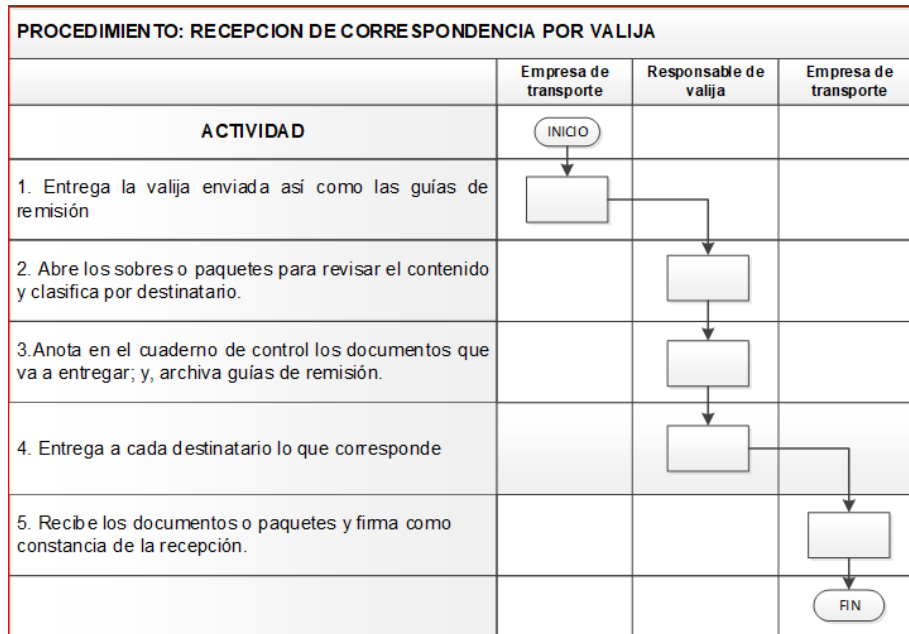 PROCEDIMIENTO: RECEPCION DE CORRESPONDENCIA POR VALIJA
Empresa de
transporte
Responsable de
valija
Empresa de
transporte
ACTIVIDAD
INICIO
1. Entrega la valija enviada así como las guías de
remisión
2. Abre los sobres o paquetes para revisar el contenido
y clasifica por destinatario.
3.Anota en el cuaderno de control los documentos que
va a entregar; y, archiva guías de remisión.
4. Entrega a cada destinatario lo que corresponde
5. Recibe los documentos o paquetes y firma como
constancia de la recepción.
FIN